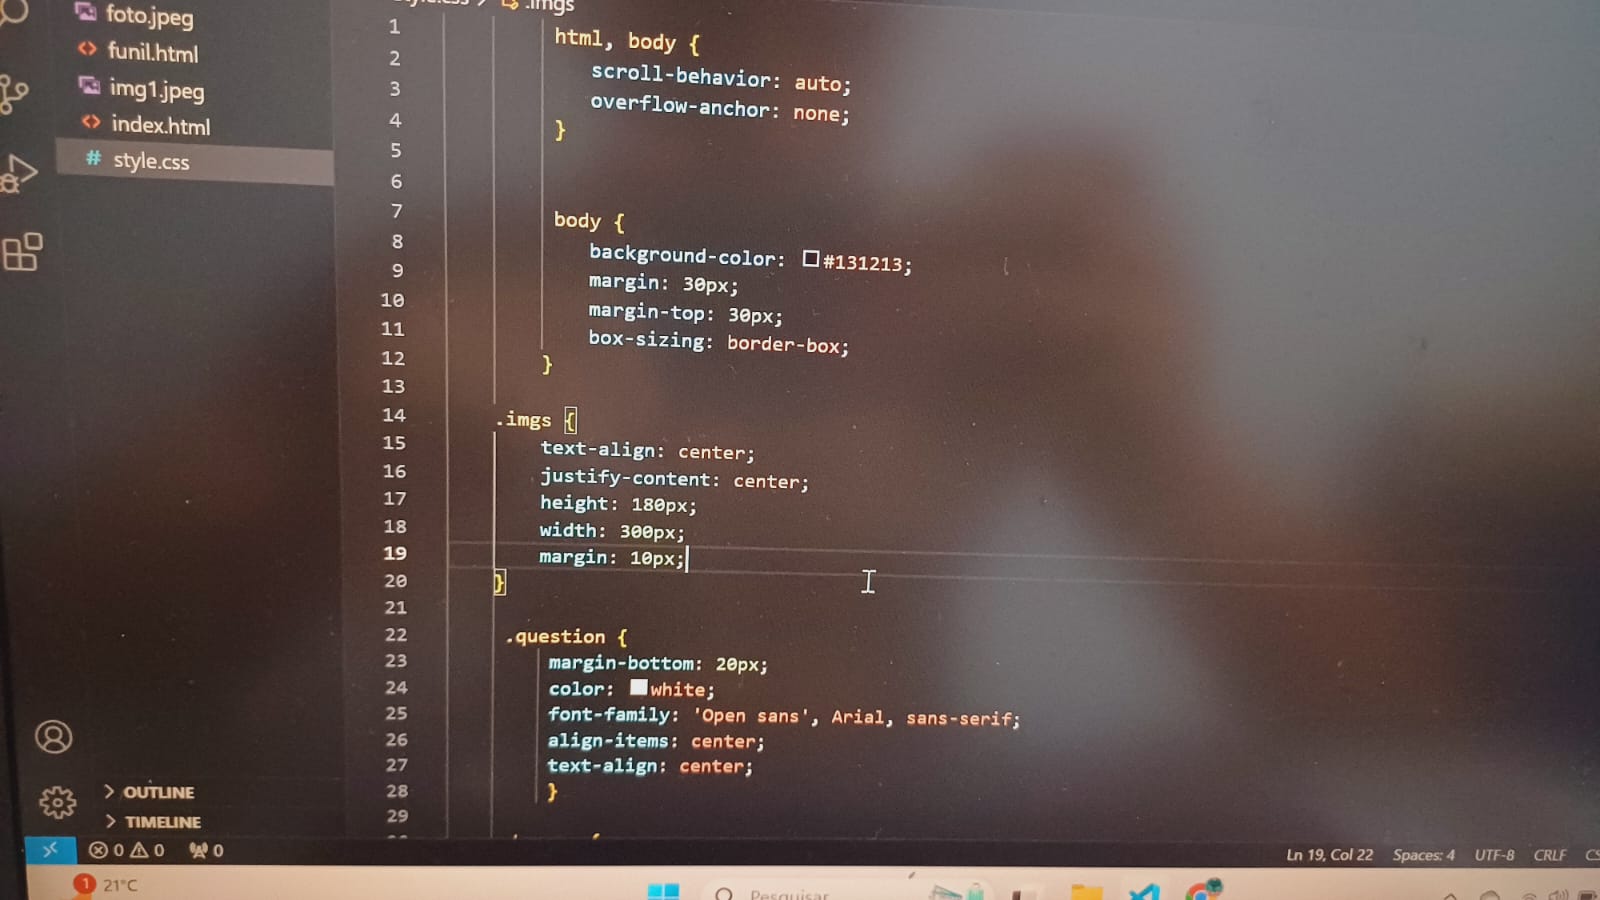 .imgs
foto.jpeg
funil.html
img1.jpeg
index.html
# style.css
1 html, body {
2 scroll-behavior: auto;
3 overflow-anchor: none;
4 }
5
6
7 body {
8 background-color: #131213;
9 margin: 30px;
10 margin-top: 30px;
11 box-sizing: border-box;
12 }
13
14 .imgs {
15 text-align: center;
16 justify-content: center;
17 height: 180px;
18 width: 300px;
19 margin: 10px;
20 }
21
22 .question {
23 margin-bottom: 20px;
24 color: white;
25 font-family: 'Open sans', Arial, sans-serif;
26 align-items: center;
27 text-align: center;
28 }
29
> OUTLINE
> TIMELINE
0 0 0
Ln 19, Col 22 Spaces: 4 UTF-8 CRLF
1 21°C
Pesquisar